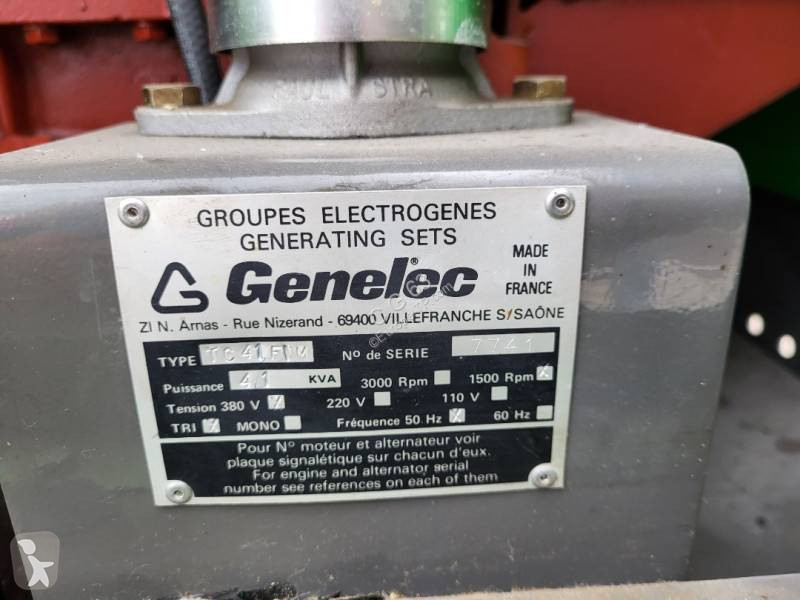 PAUL STRA
GROUPES ELECTROGENES
GENERATING SETS
Genelec
MADE
IN
FRANCE
ZI N. Arnas - Rue Nizerand - 69400 VILLEFRANCHE S/SAÔNE
TYPE Nº de SERIE 7741
Puissance 41 KVA 3000 Rpm 1500 Rpm X
Tension 380 V X 220 V 110 V
TRI X MONO Fréquence 50 Hz X 60 Hz
Pour Nº moteur et alternateur voir
plaque signalétique sur chacun d'eux.
For engine and alternator serial
number see references on each of them